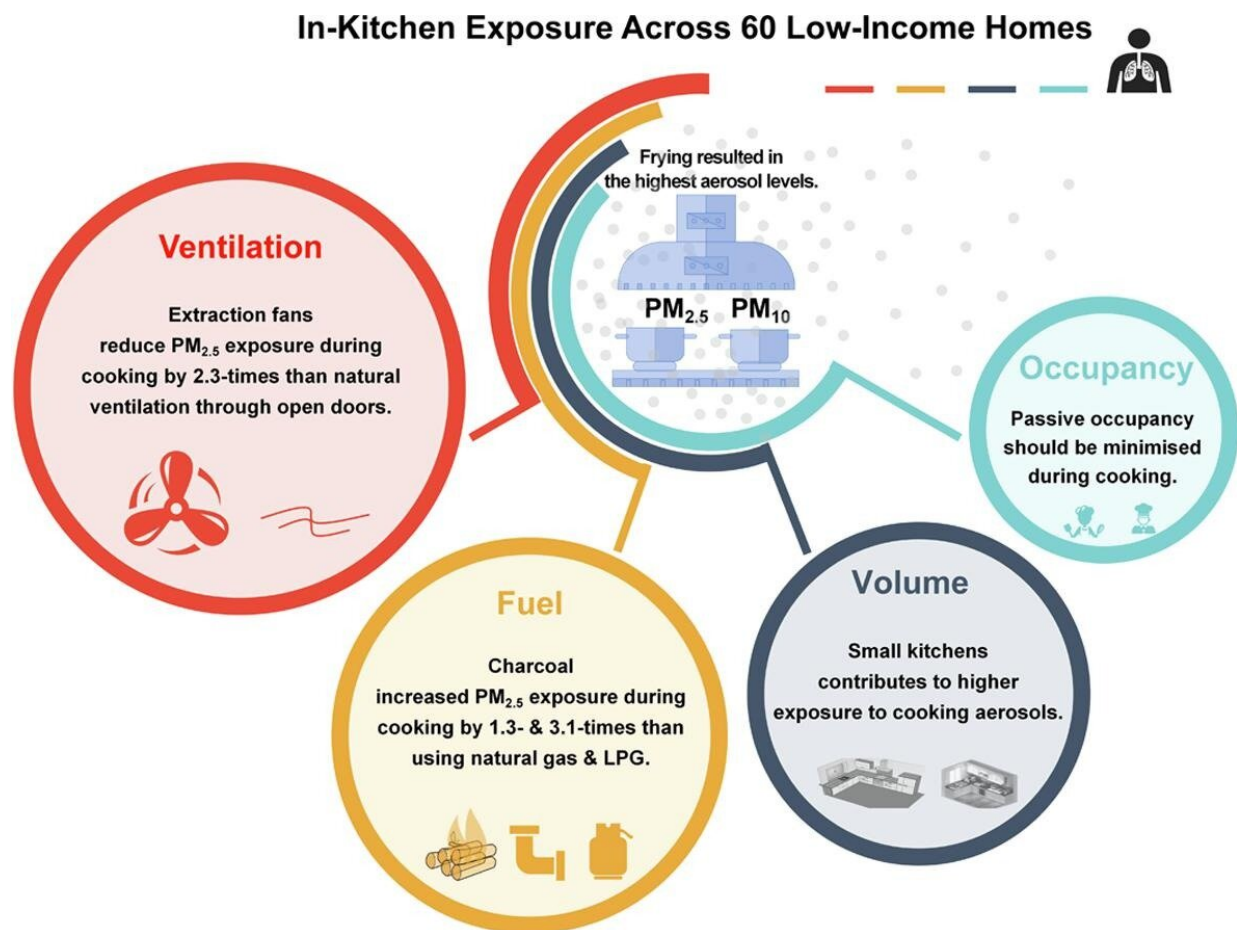 In-Kitchen Exposure Across 60 Low-Income Homes
Frying resulted in
the highest aerosol levels.
PM2.5 PM10
Ventilation
Extraction fans
reduce PM2.5 exposure during
cooking by 2.3-times than natural
ventilation through open doors.
Fuel
Charcoal
increased PM2.5 exposure during
cooking by 1.3- & 3.1-times than
using natural gas & LPG.
Volume
Small kitchens
contributes to higher
exposure to cooking aerosols.
Occupancy
Passive occupancy
should be minimised
during cooking.